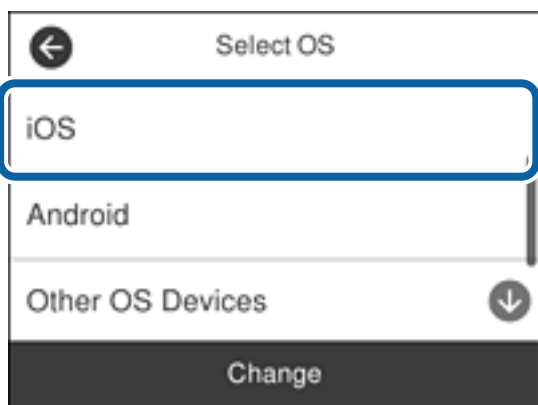 Select OS
iOS
Android
Other OS Devices
Change